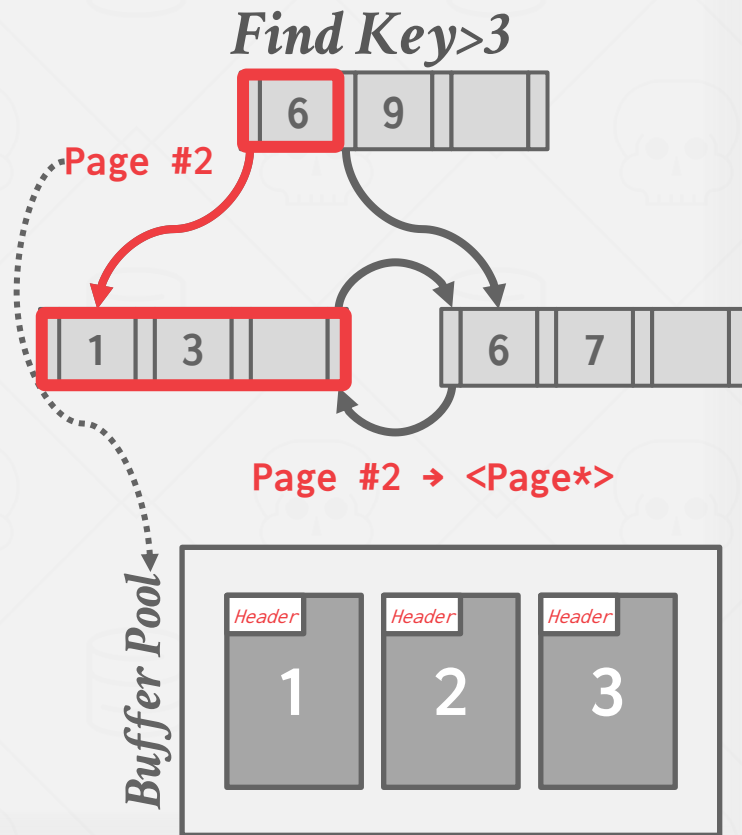 Find Key>3
6 9
Page #2
1 3
6 7
Page #2 → <Page*>
Buffer Pool
Header Header Header
1 2 3